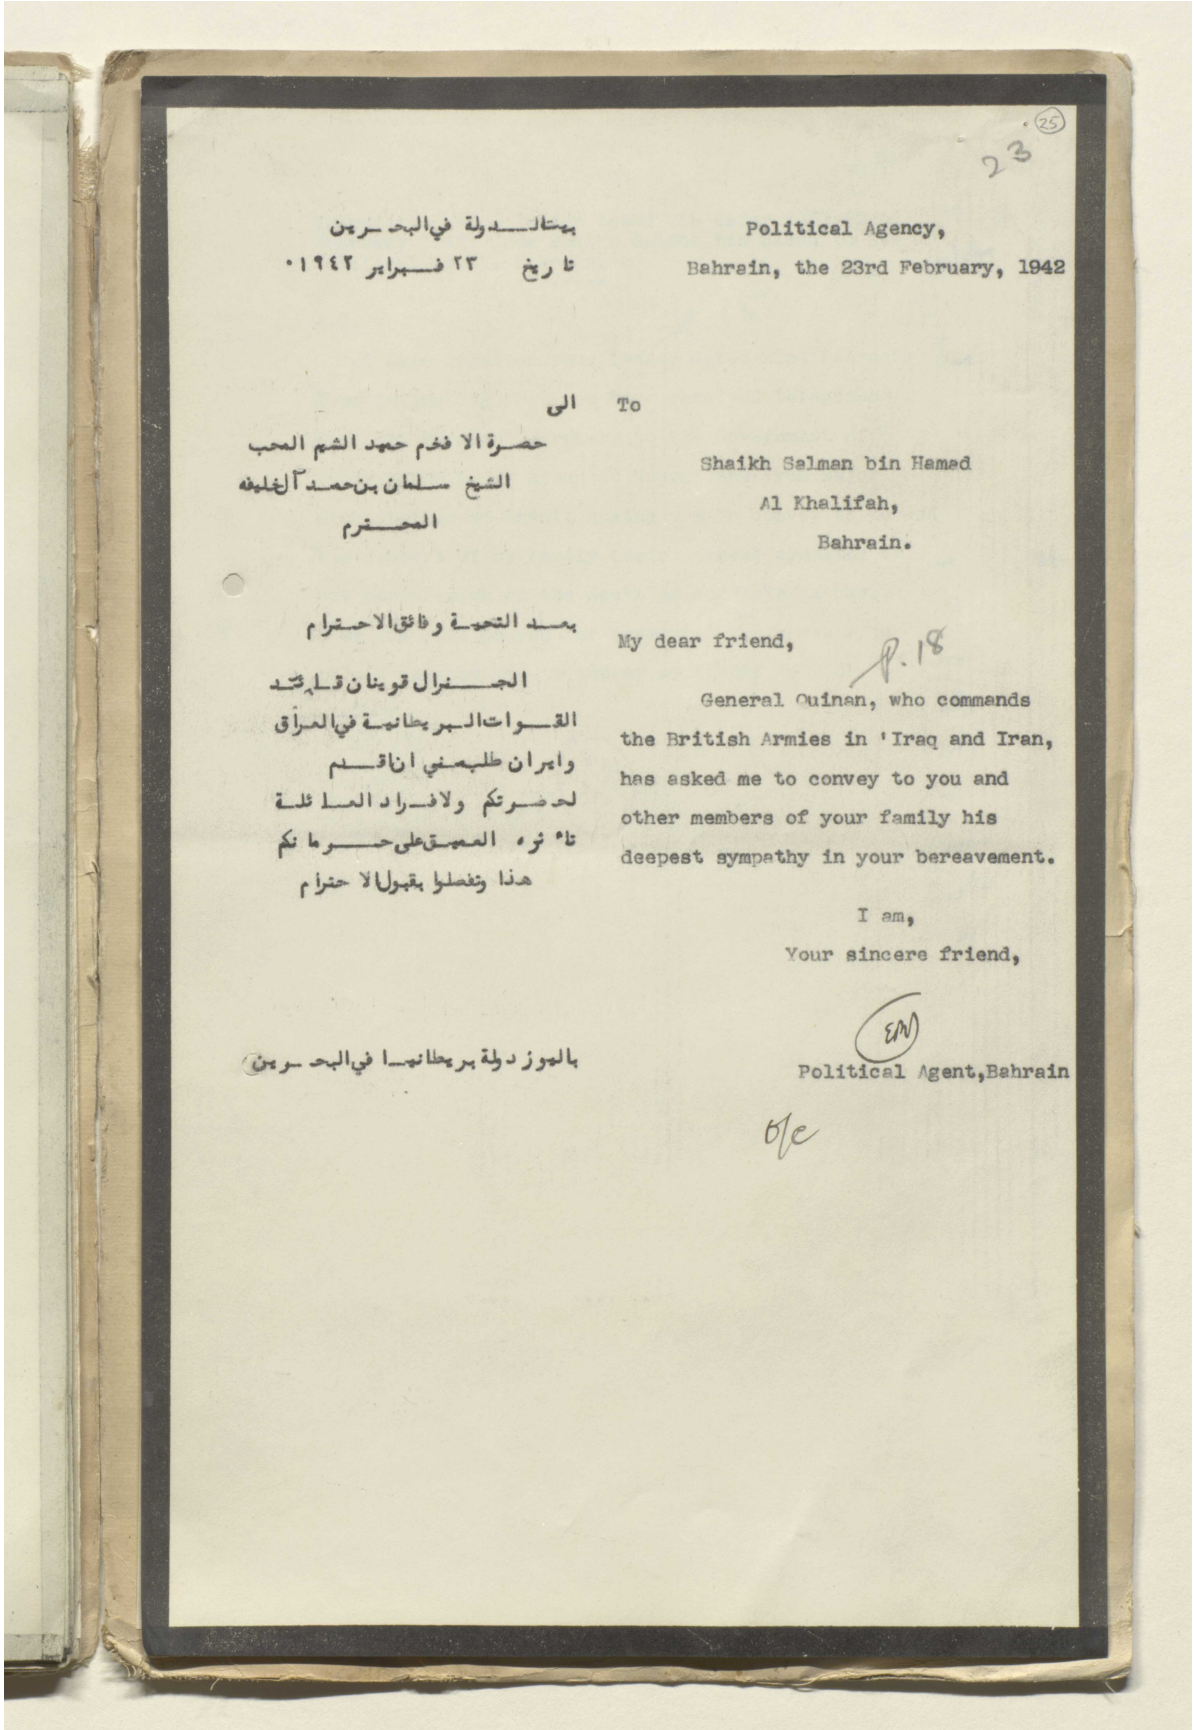 25
23
بيت الدولة في البحرين
تاريخ ٢٣ فبراير ١٩٤٢٠
Political Agency,
Bahrain, the 23rd February, 1942
الى
حضرة الافخم حميد الشيم المحب
الشيخ سلمان بن حمد آل خليفه
المحترم
To
Shaikh Salman bin Hamad
Al Khalifah,
Bahrain.
بعد التحية وفائق الاحترام
الجنرال قوينان قائد
القوات البريطانية في العراق
وايران طلب مني ان اقدم
لحضرتكم ولافراد العائلة
تاءثره العميق على حرمانكم
هذا وتفضلوا بقبول الاحترام
My dear friend,
P. 18
General Quinan, who commands
the British Armies in 'Iraq and Iran,
has asked me to convey to you and
other members of your family his
deepest sympathy in your bereavement.
I am,
Your sincere friend,
باليوز دولة بريطانيا في البحرين
Political Agent,Bahrain
o/c